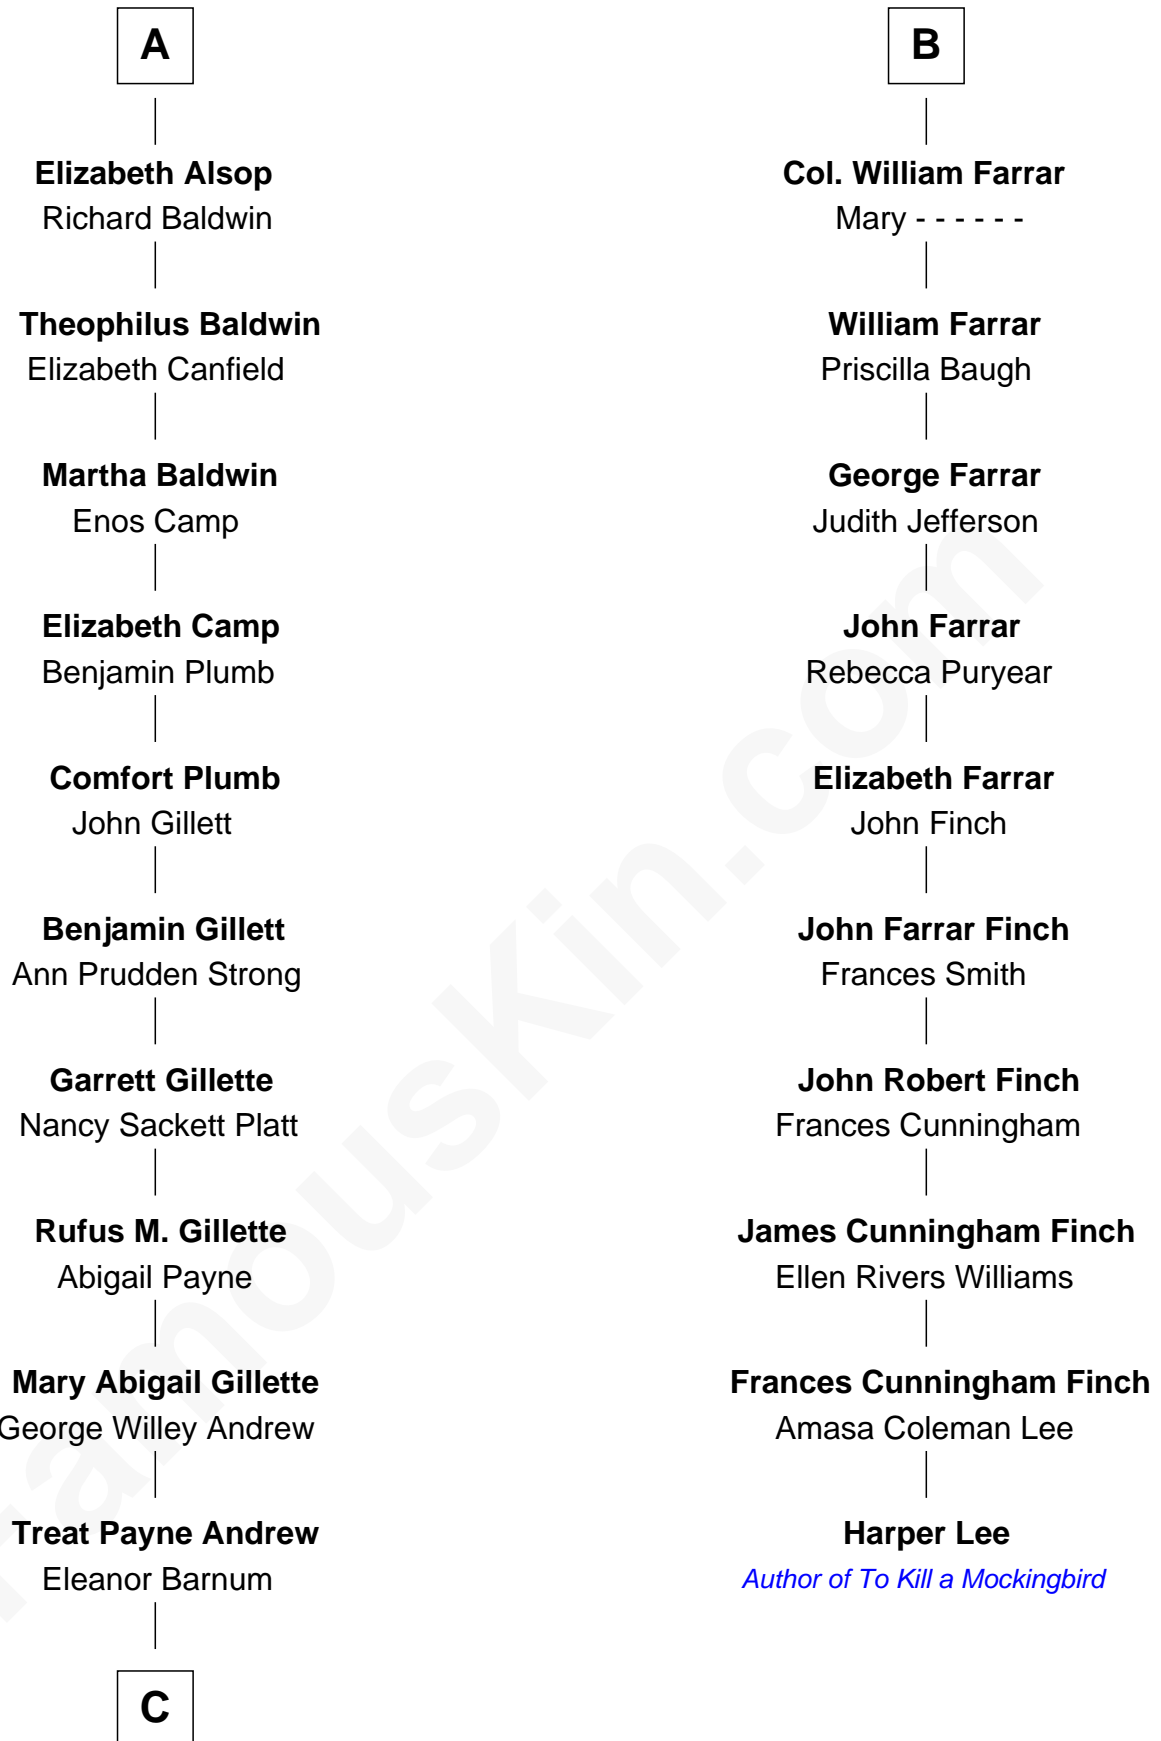 A
Elizabeth Alsop
Richard Baldwin
Theophilus Baldwin
Elizabeth Canfield
Martha Baldwin
Enos Camp
Elizabeth Camp
Benjamin Plumb
Comfort Plumb
John Gillett
Benjamin Gillett
Ann Prudden Strong
Garrett Gillette
Nancy Sackett Platt
Rufus M. Gillette
Abigail Payne
Mary Abigail Gillette
George Willey Andrew
Treat Payne Andrew
Eleanor Barnum
C
B
Col. William Farrar
Mary - - - - - -
William Farrar
Priscilla Baugh
George Farrar
Judith Jefferson
John Farrar
Rebecca Puryear
Elizabeth Farrar
John Finch
John Farrar Finch
Frances Smith
John Robert Finch
Frances Cunningham
James Cunningham Finch
Ellen Rivers Williams
Frances Cunningham Finch
Amasa Coleman Lee
Harper Lee
Author of To Kill a Mockingbird
FamousKin.com